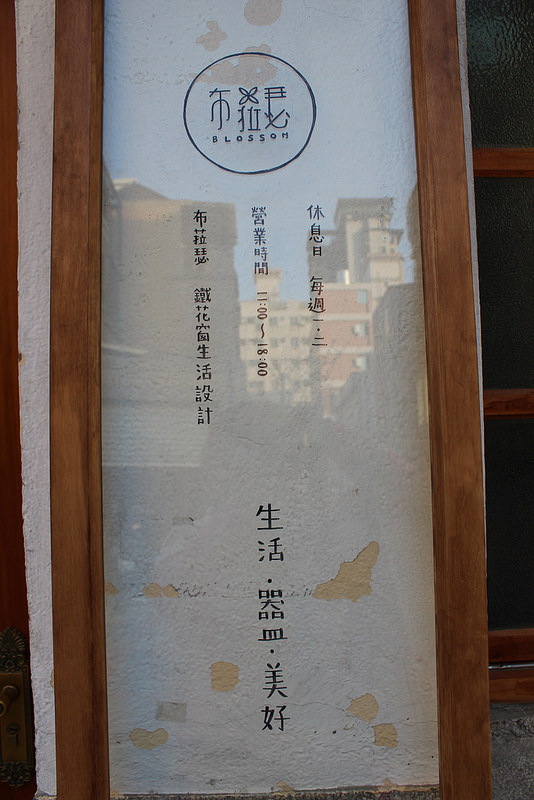 布菈瑟
BLOSSOM
休息日 每週一.二
營業時間 11:00～18:00
布菈瑟 鐵花窗生活設計
生活·器皿·美好